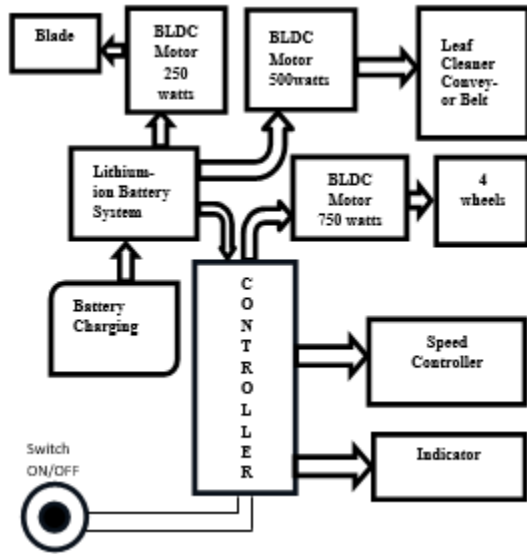 Blade
BLDC
Motor
250
watts
BLDC
Motor
500watts
Leaf
Cleaner
Convey-
or Belt
Lithium-
ion Battery
System
BLDC
Motor
750 watts
4
wheels
Battery
Charging
C
O
N
T
R
O
L
L
E
R
Speed
Controller
Indicator
Switch
ON/OFF